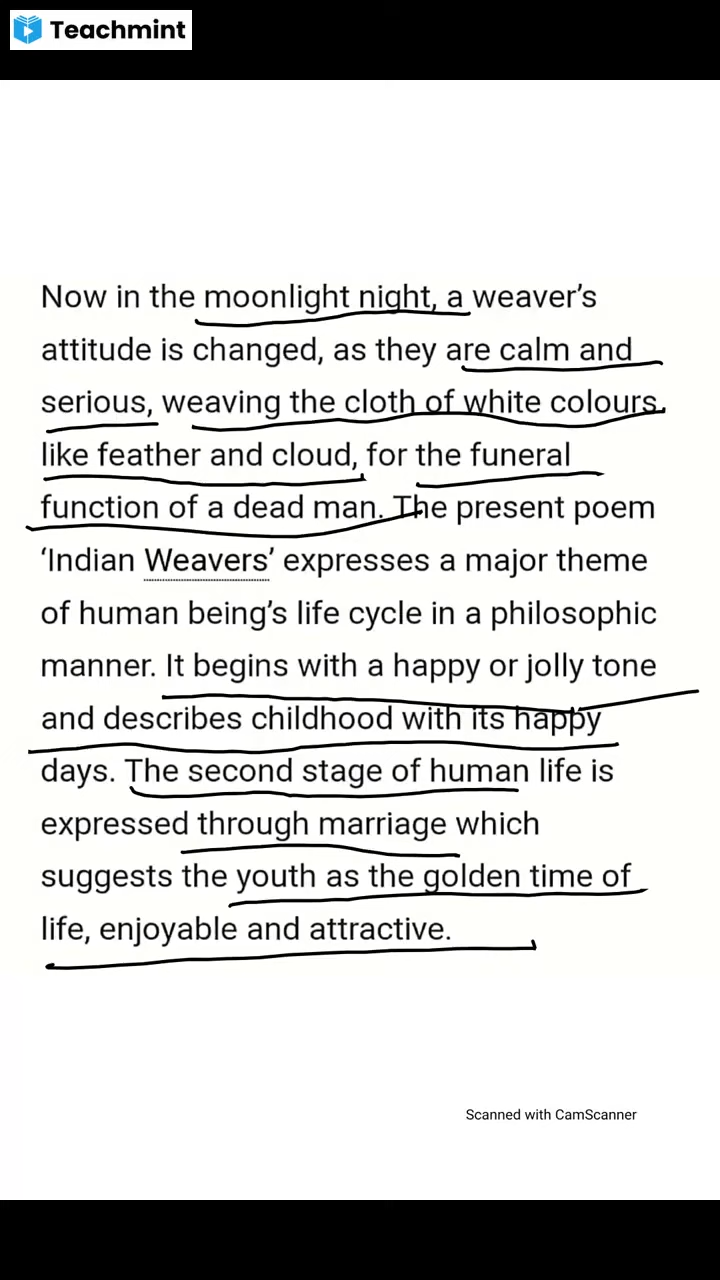 Teachmint
Now in the moonlight night, a weaver's
attitude is changed, as they are calm and
serious, weaving the cloth of white colours,
like feather and cloud, for the funeral
function of a dead man. The present poem
‘Indian Weavers’ expresses a major theme
of human being's life cycle in a philosophic
manner. It begins with a happy or jolly tone
and describes childhood with its happy
days. The second stage of human life is
expressed through marriage which
suggests the youth as the golden time of
life, enjoyable and attractive.
Scanned with CamScanner